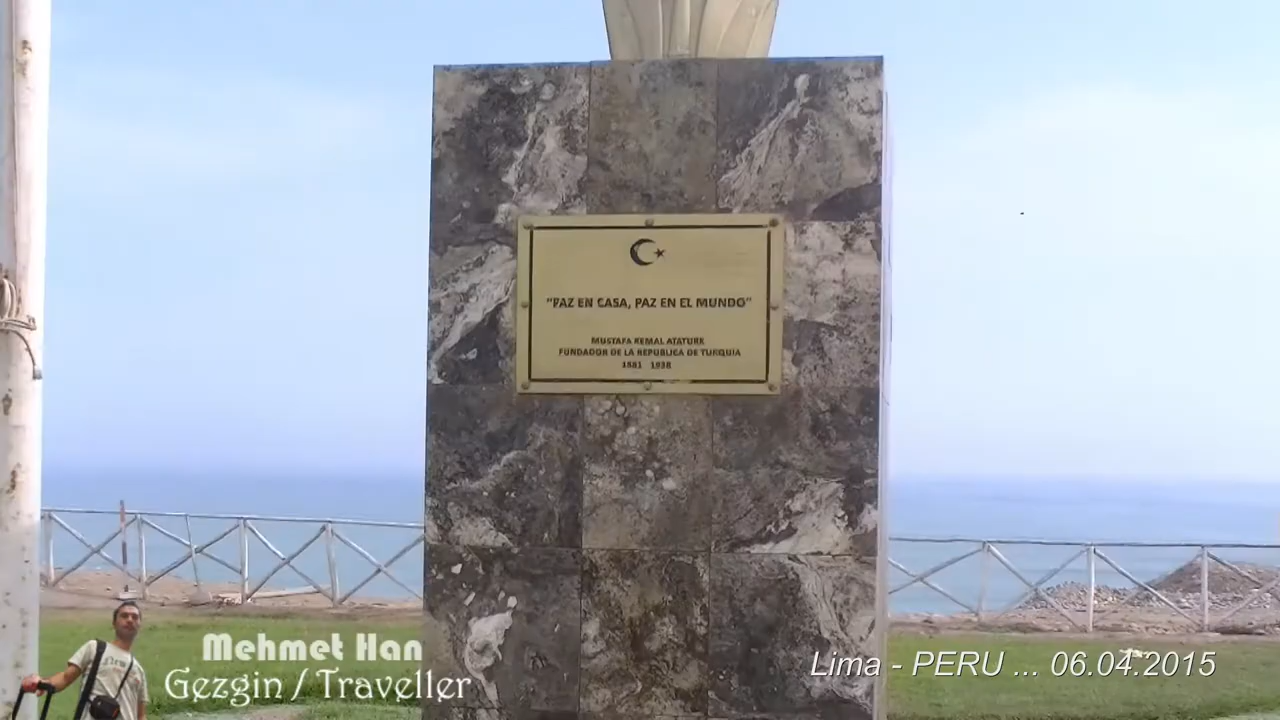 "PAZ EN CASA, PAZ EN EL MUNDO"
MUSTAFA KEMAL ATATURK
FUNDADOR DE LA REPUBLICA DE TURQUIA
1881 1938
Mehmet Han
Gezgin / Traveller
Lima - PERU ... 06.04.2015